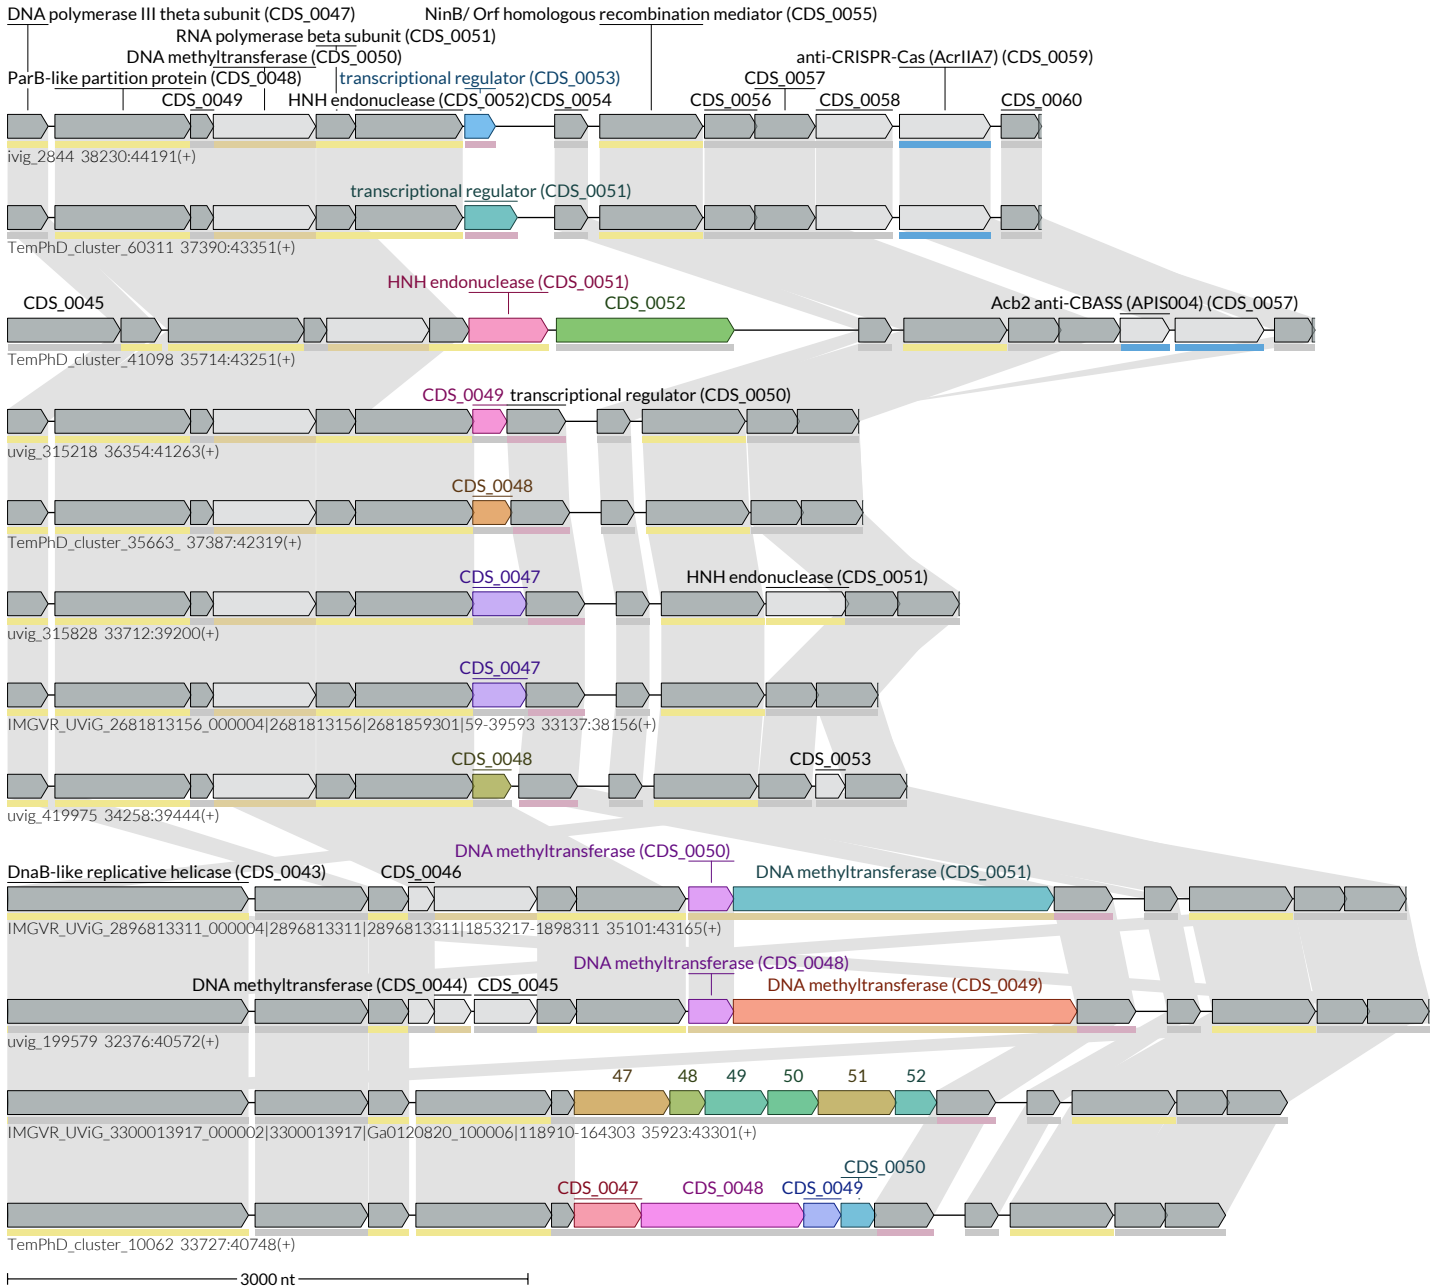 DNA polymerase III theta subunit (CDS_0047)
NinB/ Orf homologous recombination mediator (CDS_0055)
RNA polymerase beta subunit (CDS_0051)
DNA methyltransferase (CDS_0050)
anti-CRISPR-Cas (AcrIIA7) (CDS_0059)
ParB-like partition protein (CDS_0048)
transcriptional regulator (CDS_0053)
CDS_0057
CDS_0049
HNH endonuclease (CDS_0052)
CDS_0054
CDS_0056
CDS_0058
CDS_0060
ivig_2844 38230:44191(+)
transcriptional regulator (CDS_0051)
TemPhD_cluster_60311 37390:43351(+)
HNH endonuclease (CDS_0051)
CDS_0045
CDS_0052
Acb2 anti-CBASS (APIS004) (CDS_0057)
TemPhD_cluster_41098 35714:43251(+)
CDS_0049
transcriptional regulator (CDS_0050)
uvig_315218 36354:41263(+)
CDS_0048
TemPhD_cluster_35663_ 37387:42319(+)
CDS_0047
HNH endonuclease (CDS_0051)
uvig_315828 33712:39200(+)
CDS_0047
IMGVR_UViG_2681813156_000004|2681813156|2681859301|59-39593 33137:38156(+)
CDS_0048
CDS_0053
uvig_419975 34258:39444(+)
DNA methyltransferase (CDS_0050)
DnaB-like replicative helicase (CDS_0043)
CDS_0046
DNA methyltransferase (CDS_0051)
IMGVR_UViG_2896813311_000004|2896813311|2896813311|1853217-1898311 35101:43165(+)
DNA methyltransferase (CDS_0048)
DNA methyltransferase (CDS_0044)
CDS_0045
DNA methyltransferase (CDS_0049)
uvig_199579 32376:40572(+)
47 48 49 50 51 52
IMGVR_UViG_3300013917_000002|3300013917|Ga0120820_100006|118910-164303 35923:43301(+)
CDS_0050
CDS_0047
CDS_0048
CDS_0049
TemPhD_cluster_10062 33727:40748(+)
3000 nt